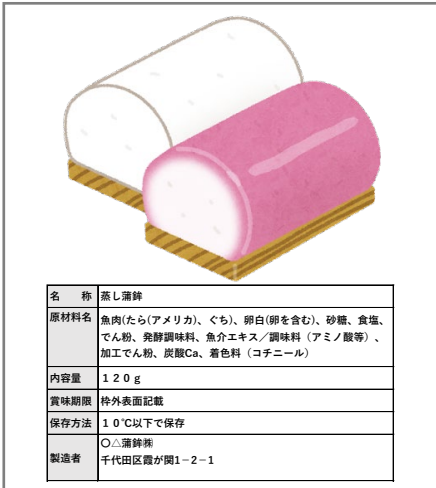 名　称 蒸し蒲鉾
原材料名 魚肉(たら(アメリカ)、ぐち)、卵白(卵を含む)、砂糖、食塩、
でん粉、発酵調味料、魚介エキス／調味料（アミノ酸等）、
加工でん粉、炭酸Ca、着色料（コチニール）
内容量 １２０ｇ
賞味期限 枠外表面記載
保存方法 １０℃以下で保存
製造者 〇△蒲鉾㈱
千代田区霞が関1－2－1